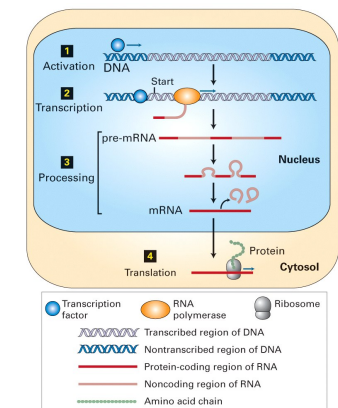 1
Activation
DNA
Start
2
Transcription
pre-mRNA
Nucleus
3
Processing
mRNA
4
Translation
Protein
Cytosol
Transcription factor
RNA polymerase
Ribosome
Transcribed region of DNA
Nontranscribed region of DNA
Protein-coding region of RNA
Noncoding region of RNA
Amino acid chain